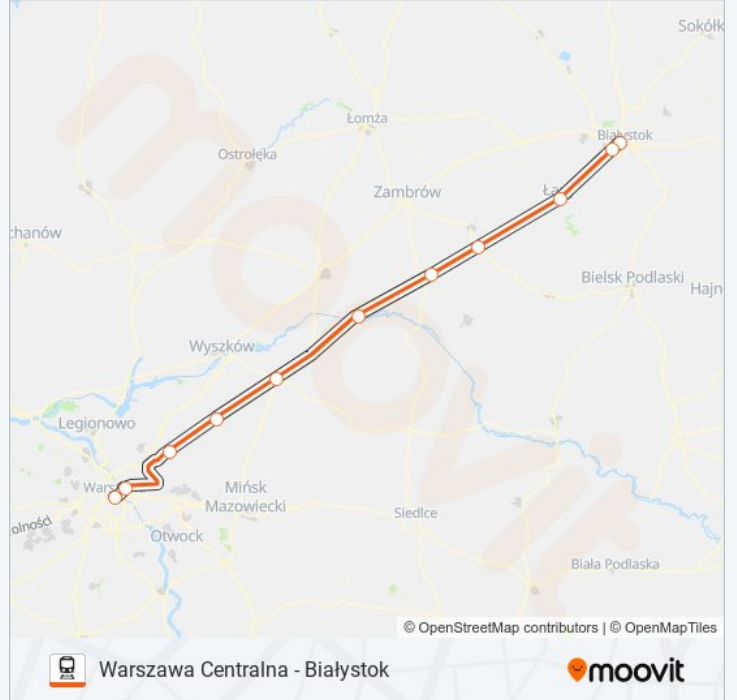 Sokółk
Łomża
Białystok
Ostrołęka
Zambrów
Ła
chanów
Bielsk Podlaski
Hajn
Wyszków
Legionowo
Warsz
Mińsk
Mazowiecki
Siedlce
olności
Otwock
Biała Podlaska
moovit
© OpenStreetMap contributors | © OpenMapTiles
Warszawa Centralna - Białystok
moovit